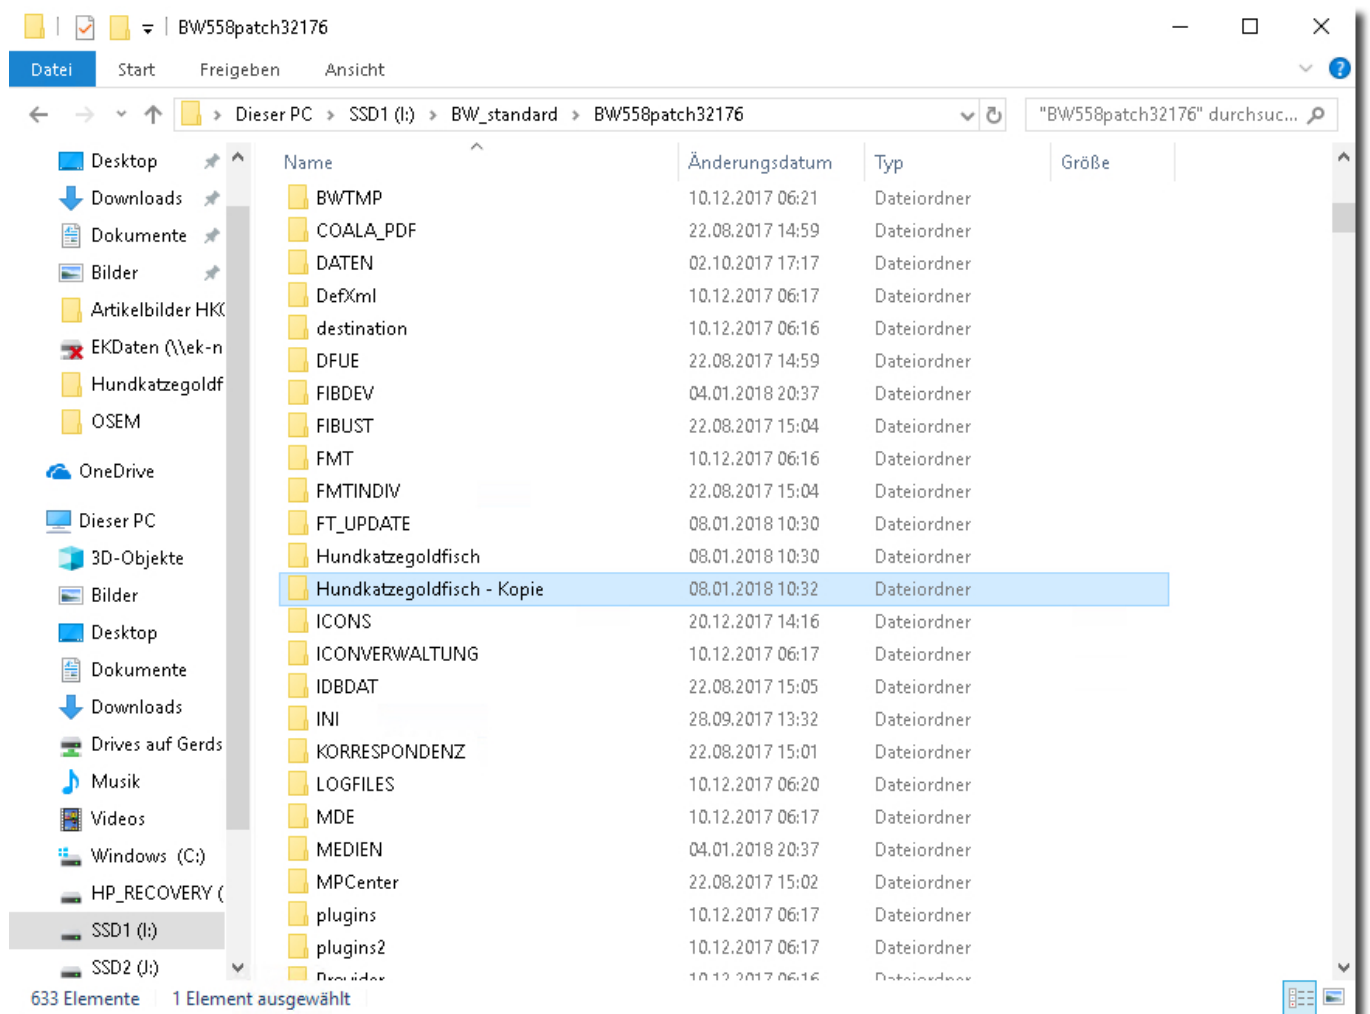 BW558patch32176
Datei Start Freigeben Ansicht
Dieser PC > SSD1 (I:) > BW_standard > BW558patch32176 "BW558patch32176" durchsuc...
Desktop
Downloads
Dokumente
Bilder
Artikelbilder HK
EKDaten (\\ek-n
Hundkatzegoldf
OSEM
OneDrive
Dieser PC
3D-Objekte
Bilder
Desktop
Dokumente
Downloads
Drives auf Gerds
Musik
Videos
Windows (C:)
HP_RECOVERY (
SSD1 (I:)
SSD2 (J:)
Name Änderungsdatum Typ Größe
BWTMP 10.12.2017 06:21 Dateiordner
COALA_PDF 22.08.2017 14:59 Dateiordner
DATEN 02.10.2017 17:17 Dateiordner
DefXml 10.12.2017 06:17 Dateiordner
destination 10.12.2017 06:16 Dateiordner
DFUE 22.08.2017 14:59 Dateiordner
FIBDEV 04.01.2018 20:37 Dateiordner
FIBUST 22.08.2017 15:04 Dateiordner
FMT 10.12.2017 06:16 Dateiordner
FMTINDIV 22.08.2017 15:04 Dateiordner
FT_UPDATE 08.01.2018 10:30 Dateiordner
Hundkatzegoldfisch 08.01.2018 10:30 Dateiordner
Hundkatzegoldfisch - Kopie 08.01.2018 10:32 Dateiordner
ICONS 20.12.2017 14:16 Dateiordner
ICONVERWALTUNG 10.12.2017 06:17 Dateiordner
IDBDAT 22.08.2017 15:05 Dateiordner
INI 28.09.2017 13:32 Dateiordner
KORRESPONDENZ 22.08.2017 15:01 Dateiordner
LOGFILES 10.12.2017 06:20 Dateiordner
MDE 10.12.2017 06:17 Dateiordner
MEDIEN 04.01.2018 20:37 Dateiordner
MPCenter 22.08.2017 15:02 Dateiordner
plugins 10.12.2017 06:17 Dateiordner
plugins2 10.12.2017 06:17 Dateiordner
Provider 10.12.2017 06:16 Dateiordner
633 Elemente 1 Element ausgewählt